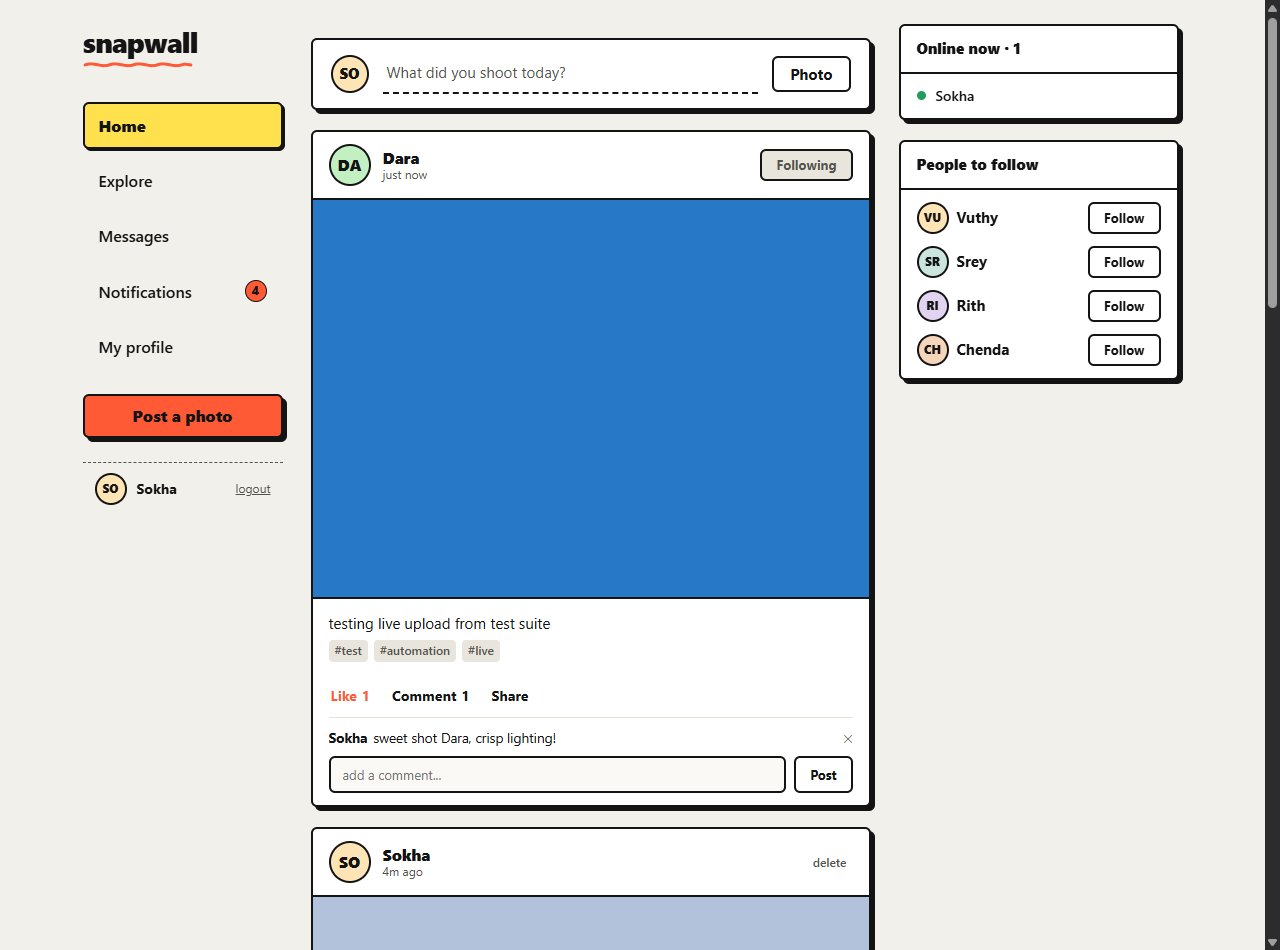 snapwall
Home
Explore
Messages
Notifications 4
My profile
Post a photo
SO Sokha logout
SO What did you shoot today? Photo
DA Dara Following
just now
testing live upload from test suite
#test #automation #live
Like 1 Comment 1 Share
Sokha sweet shot Dara, crisp lighting! ×
add a comment... Post
SO Sokha delete
4m ago
Online now · 1
Sokha
People to follow
VU Vuthy Follow
SR Srey Follow
RI Rith Follow
CH Chenda Follow